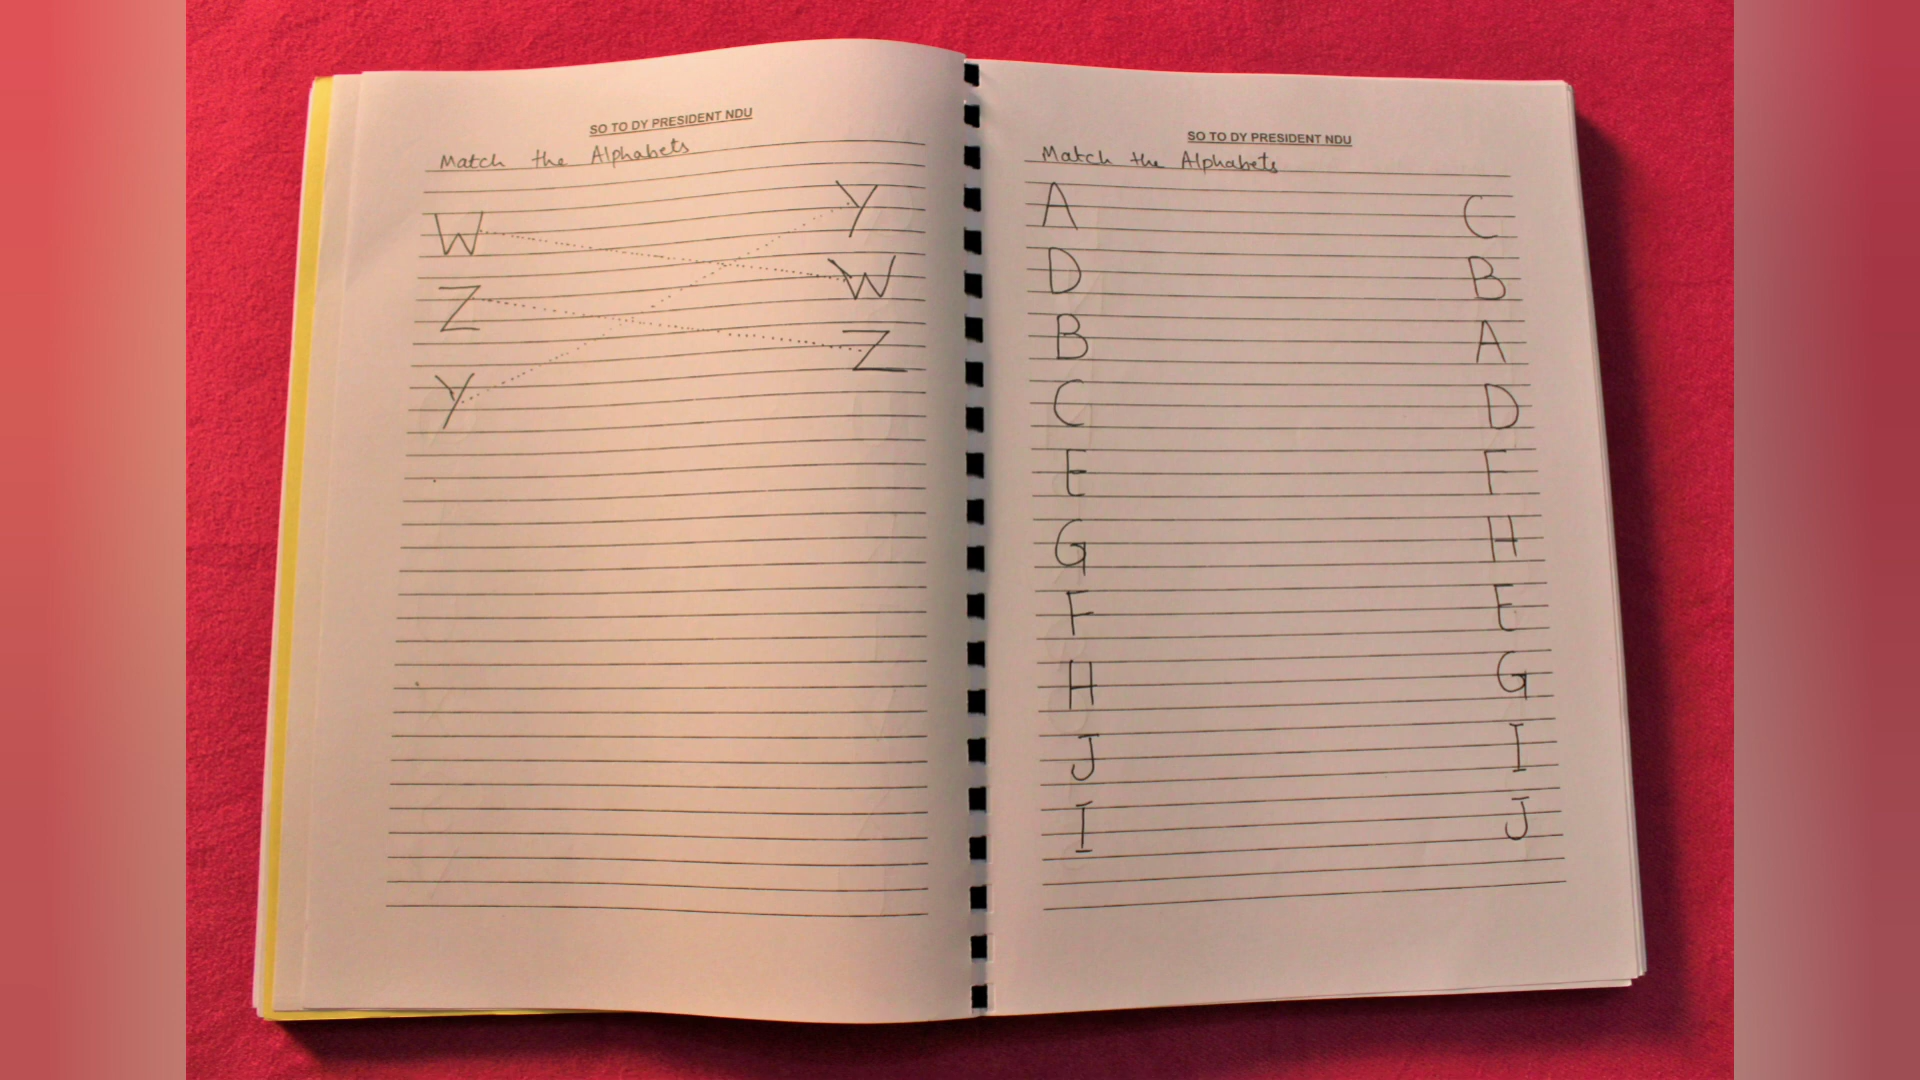 SO TO DY PRESIDENT NDU
Match the Alphabets
W Y
Z W
Y Z
SO TO DY PRESIDENT NDU
Match the Alphabets
A C
D B
B A
C D
E F
G H
F E
H G
J I
I J